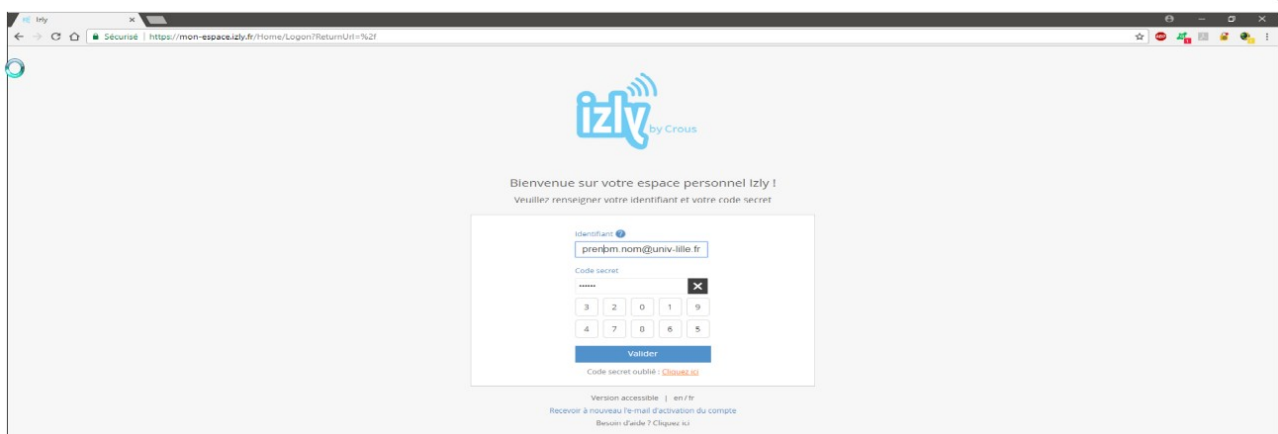 Izly
Sécurisé | https://mon-espace.izly.fr/Home/Logon?ReturnUrl=%2f
izly by Crous
Bienvenue sur votre espace personnel Izly !
Veuillez renseigner votre identifiant et votre code secret
Identifiant ?
prenom.nom@univ-lille.fr
Code secret
••••••
3 2 0 1 9
4 7 8 6 5
Valider
Code secret oublié : Cliquez ici
Version accessible | en/fr
Recevoir à nouveau l'e-mail d'activation du compte
Besoin d'aide ? Cliquez ici